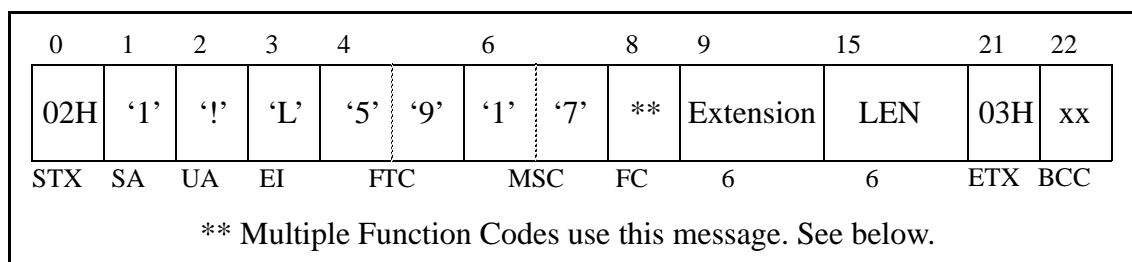 0 1 2 3 4 6 8 9 15 21 22
02H ‘1’ ‘!’ ‘L’ ‘5’ ‘9’ ‘1’ ‘7’ ** Extension LEN 03H xx
STX SA UA EI FTC MSC FC 6 6 ETX BCC
** Multiple Function Codes use this message. See below.